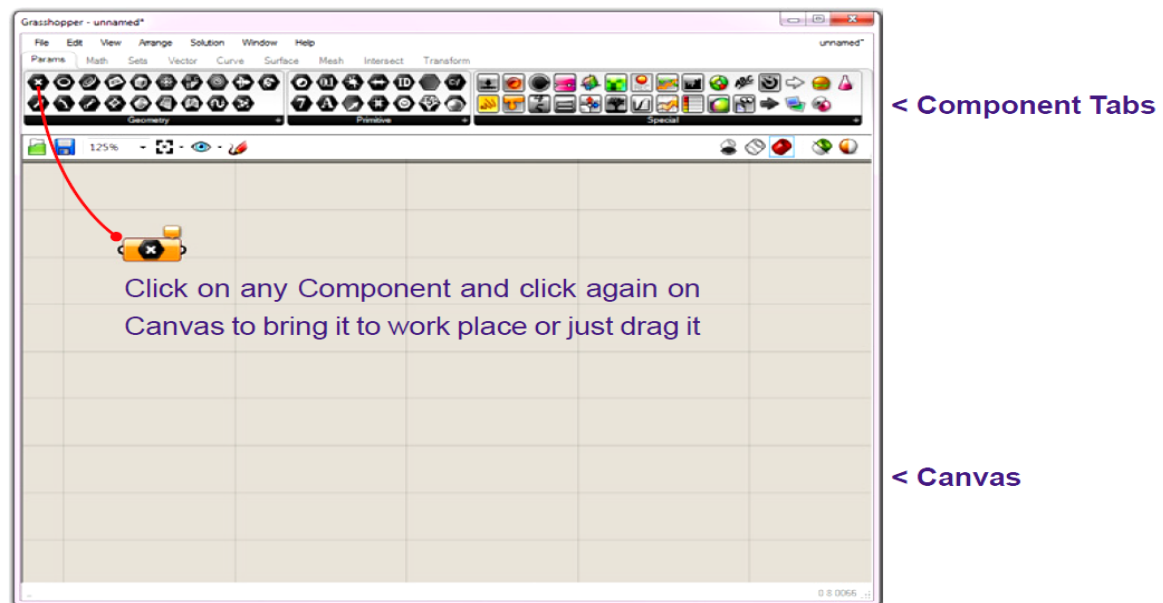 Grasshopper - unnamed*
File Edit View Arrange Solution Window Help unnamed*
Params Math Sets Vector Curve Surface Mesh Intersect Transform
Geometry Primitive Special
125%
< Component Tabs
Click on any Component and click again on
Canvas to bring it to work place or just drag it
< Canvas
0.8.0066